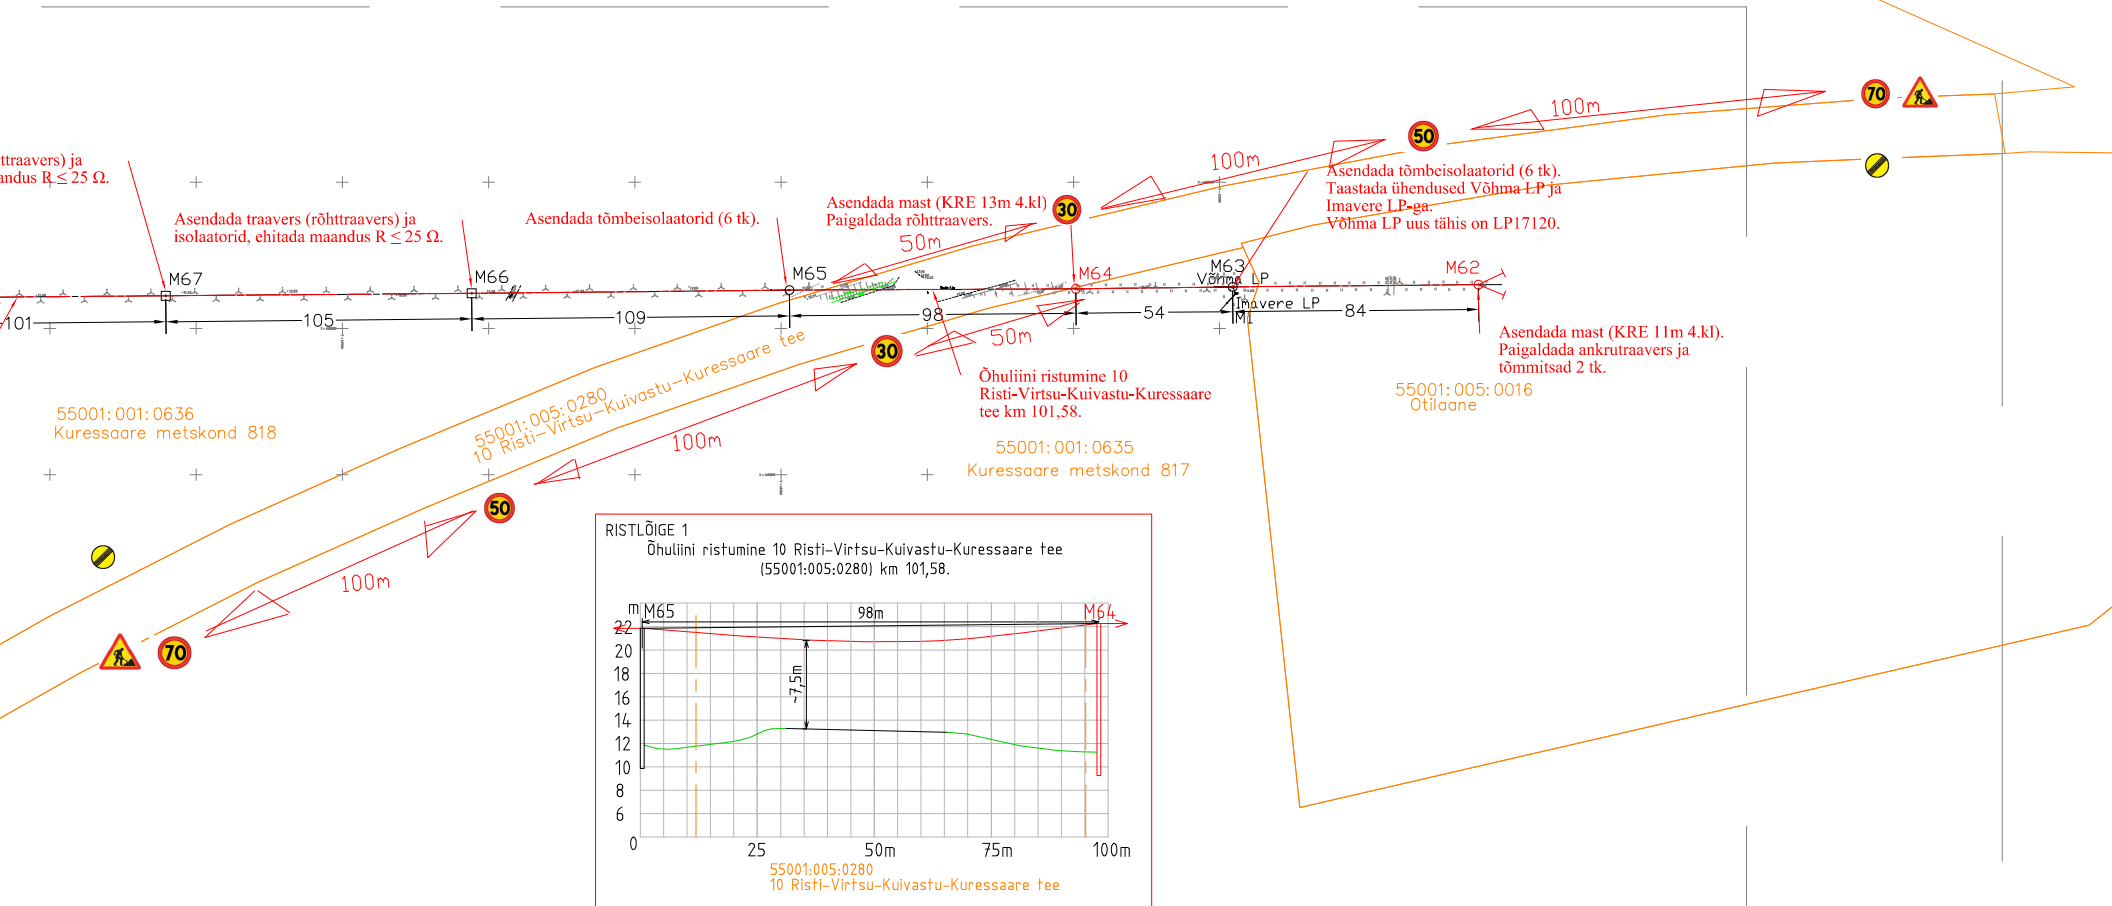 ttraavers) ja
andus R ≤ 25 Ω.
Asendada traavers (rõhttraavers) ja
isolaatorid, ehitada maandus R ≤ 25 Ω.
Asendada tõmbeisolaatorid (6 tk).
Asendada mast (KRE 13m 4.kl)
Paigaldada rõhttraavers.
30
50m
100m
50
100m
70
Asendada tõmbeisolaatorid (6 tk).
Taastada ühendused Võhma LP ja
Imavere LP-ga.
Võhma LP uus tähis on LP17120.
M67
M66
M65
M64
M63
Võhma LP
Imavere LP
M1
M62
101
105
109
98
54
84
Asendada mast (KRE 11m 4.kl).
Paigaldada ankrutraavers ja
tõmmitsad 2 tk.
55001:005:0016
Otilaane
30
50m
Õhuliini ristumine 10
Risti-Virtsu-Kuivastu-Kuressaare
tee km 101,58.
55001:001:0636
Kuressaare metskond 818
55001:005:0280
10 Risti-Virtsu-Kuivastu-Kuressaare tee
100m
55001:001:0635
Kuressaare metskond 817
50
100m
70
RISTLÕIGE 1
Õhuliini ristumine 10 Risti-Virtsu-Kuivastu-Kuressaare tee
(55001:005:0280) km 101,58.
m
M65
98m
M64
22
20
18
16
14
12
10
8
6
0
~7,5m
25
50m
75m
100m
55001:005:0280
10 Risti-Virtsu-Kuivastu-Kuressaare tee